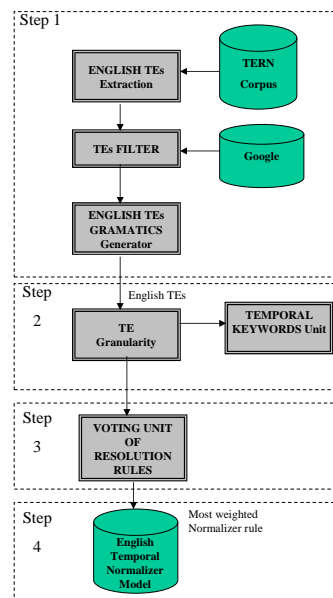 Step 1
TERN
Corpus
ENGLISH TEs
Extraction
TEs FILTER
Google
ENGLISH TEs
GRAMATICS
Generator
English TEs
Step
2
TE
Granularity
TEMPORAL
KEYWORDS Unit
Step
3
VOTING UNIT
OF
RESOLUTION
RULES
Step
4
Most weighted
Normalizer rule
English
Temporal
Normalizer
Model